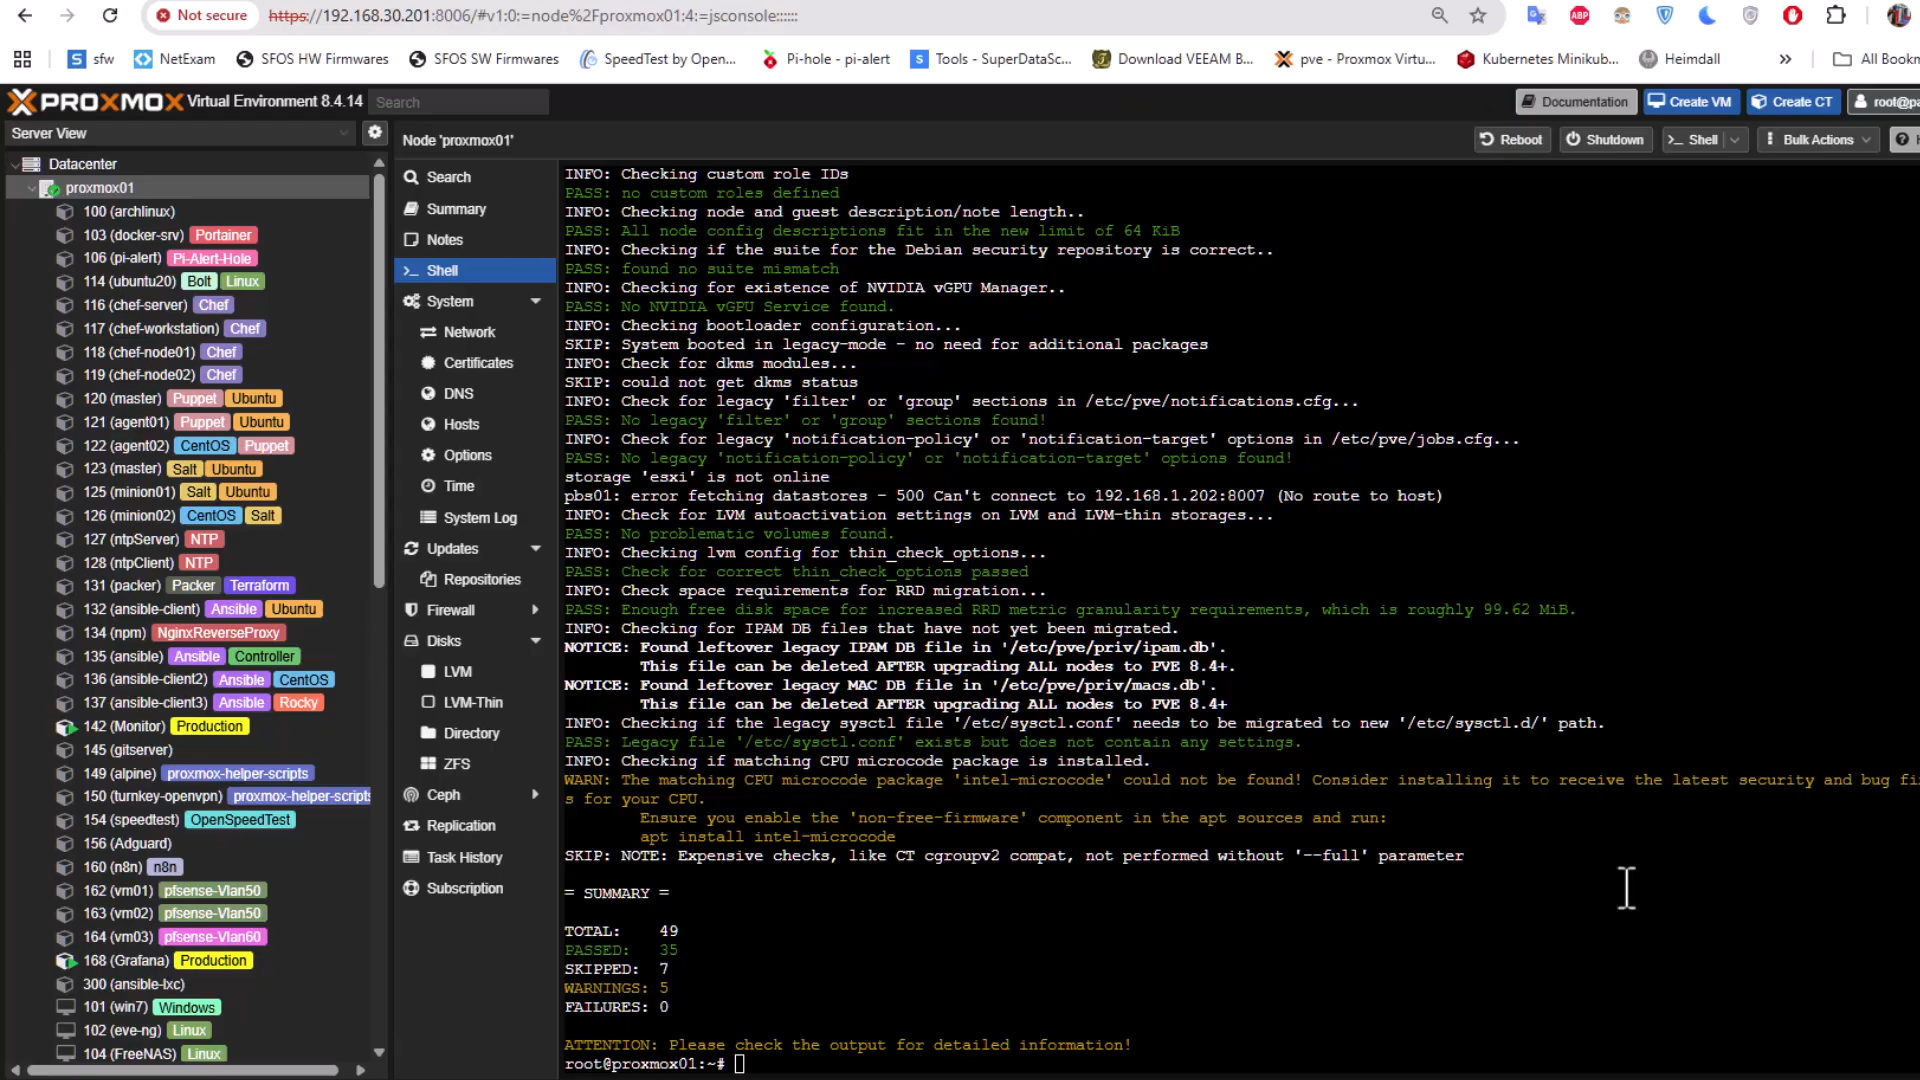 Not secure https://192.168.30.201:8006/#v1:0:=node%2Fproxmox01:4:=jsconsole::::::
ABP
S sfw NetExam SFOS HW Firmwares SFOS SW Firmwares SpeedTest by Open... Pi-hole - pi-alert S Tools - SuperDataSc... Download VEEAM B... pve - Proxmox Virtu... Kubernetes Minikub... Heimdall » All Bookm
PROXMOX Virtual Environment 8.4.14 Search Documentation Create VM Create CT root@pa
Server View
Node 'proxmox01' Reboot Shutdown >_ Shell Bulk Actions
Datacenter
proxmox01
100 (archlinux)
103 (docker-srv) Portainer
106 (pi-alert) Pi-Alert-Hole
114 (ubuntu20) Bolt Linux
116 (chef-server) Chef
117 (chef-workstation) Chef
118 (chef-node01) Chef
119 (chef-node02) Chef
120 (master) Puppet Ubuntu
121 (agent01) Puppet Ubuntu
122 (agent02) CentOS Puppet
123 (master) Salt Ubuntu
125 (minion01) Salt Ubuntu
126 (minion02) CentOS Salt
127 (ntpServer) NTP
128 (ntpClient) NTP
131 (packer) Packer Terraform
132 (ansible-client) Ansible Ubuntu
134 (npm) NginxReverseProxy
135 (ansible) Ansible Controller
136 (ansible-client2) Ansible CentOS
137 (ansible-client3) Ansible Rocky
142 (Monitor) Production
145 (gitserver)
149 (alpine) proxmox-helper-scripts
150 (turnkey-openvpn) proxmox-helper-scripts
154 (speedtest) OpenSpeedTest
156 (Adguard)
160 (n8n) n8n
162 (vm01) pfsense-Vlan50
163 (vm02) pfsense-Vlan50
164 (vm03) pfsense-Vlan60
168 (Grafana) Production
300 (ansible-lxc)
101 (win7) Windows
102 (eve-ng) Linux
104 (FreeNAS) Linux
Search
Summary
Notes
>_ Shell
System
Network
Certificates
DNS
Hosts
Options
Time
System Log
Updates
Repositories
Firewall
Disks
LVM
LVM-Thin
Directory
ZFS
Ceph
Replication
Task History
Subscription
INFO: Checking custom role IDs
PASS: no custom roles defined
INFO: Checking node and guest description/note length..
PASS: All node config descriptions fit in the new limit of 64 KiB
INFO: Checking if the suite for the Debian security repository is correct..
PASS: found no suite mismatch
INFO: Checking for existence of NVIDIA vGPU Manager..
PASS: No NVIDIA vGPU Service found.
INFO: Checking bootloader configuration...
SKIP: System booted in legacy-mode - no need for additional packages
INFO: Check for dkms modules...
SKIP: could not get dkms status
INFO: Check for legacy 'filter' or 'group' sections in /etc/pve/notifications.cfg...
PASS: No legacy 'filter' or 'group' sections found!
INFO: Check for legacy 'notification-policy' or 'notification-target' options in /etc/pve/jobs.cfg...
PASS: No legacy 'notification-policy' or 'notification-target' options found!
storage 'esxi' is not online
pbs01: error fetching datastores - 500 Can't connect to 192.168.1.202:8007 (No route to host)
INFO: Check for LVM autoactivation settings on LVM and LVM-thin storages...
PASS: No problematic volumes found.
INFO: Checking lvm config for thin_check_options...
PASS: Check for correct thin_check_options passed
INFO: Check space requirements for RRD migration...
PASS: Enough free disk space for increased RRD metric granularity requirements, which is roughly 99.62 MiB.
INFO: Checking for IPAM DB files that have not yet been migrated.
NOTICE: Found leftover legacy IPAM DB file in '/etc/pve/priv/ipam.db'.
This file can be deleted AFTER upgrading ALL nodes to PVE 8.4+.
NOTICE: Found leftover legacy MAC DB file in '/etc/pve/priv/macs.db'.
This file can be deleted AFTER upgrading ALL nodes to PVE 8.4+
INFO: Checking if the legacy sysctl file '/etc/sysctl.conf' needs to be migrated to new '/etc/sysctl.d/' path.
PASS: Legacy file '/etc/sysctl.conf' exists but does not contain any settings.
INFO: Checking if matching CPU microcode package is installed.
WARN: The matching CPU microcode package 'intel-microcode' could not be found! Consider installing it to receive the latest security and bug fi
s for your CPU.
Ensure you enable the 'non-free-firmware' component in the apt sources and run:
apt install intel-microcode
SKIP: NOTE: Expensive checks, like CT cgroupv2 compat, not performed without '--full' parameter
= SUMMARY =
TOTAL: 49
PASSED: 35
SKIPPED: 7
WARNINGS: 5
FAILURES: 0
ATTENTION: Please check the output for detailed information!
root@proxmox01:~#